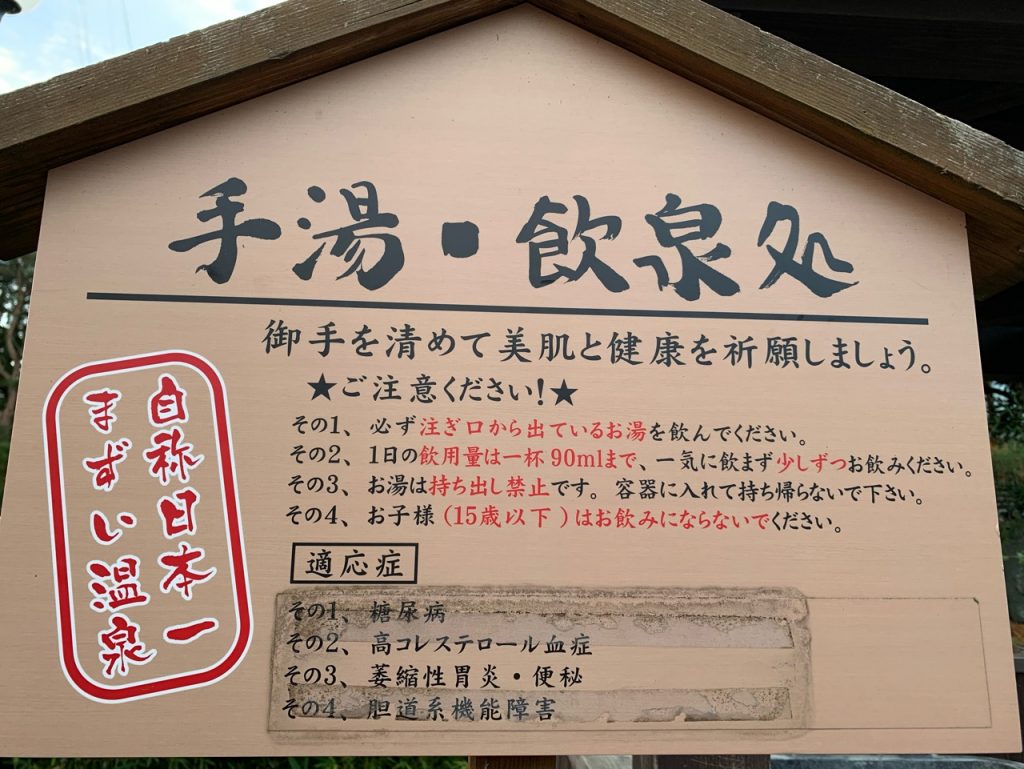 手湯・飲泉処
御手を清めて美肌と健康を祈願しましょう。
★ご注意ください!★
その1、必ず注ぎ口から出ているお湯を飲んでください。
その2、1日の飲用量は一杯90mlまで、一気に飲まず少しずつお飲みください。
その3、お湯は持ち出し禁止です。容器に入れて持ち帰らないで下さい。
その4、お子様(15歳以下)はお飲みにならないでください。
適応症
その1、糖尿病
その2、高コレステロール血症
その3、萎縮性胃炎・便秘
その4、胆道系機能障害
自称日本一
まずい温泉